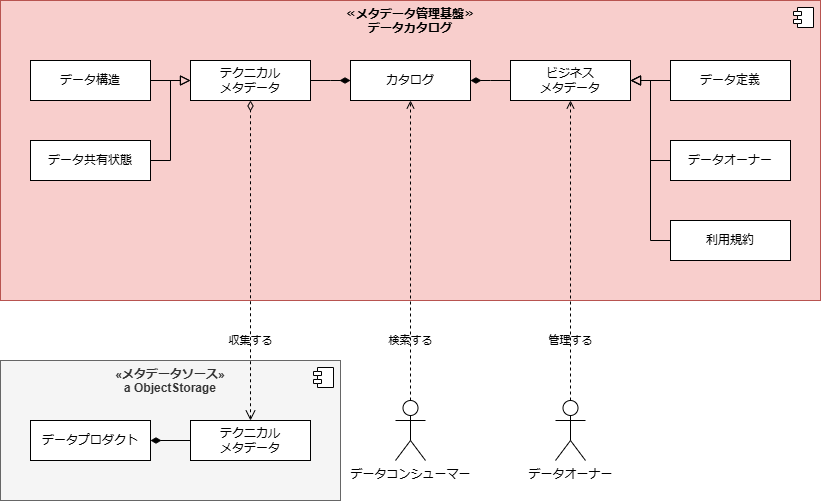 «メタデータ管理基盤»
データカタログ
データ構造
テクニカル
メタデータ
カタログ
ビジネス
メタデータ
データ定義
データ共有状態
データオーナー
利用規約
収集する
検索する
管理する
«メタデータソース»
a ObjectStorage
データプロダクト
テクニカル
メタデータ
データコンシューマー
データオーナー